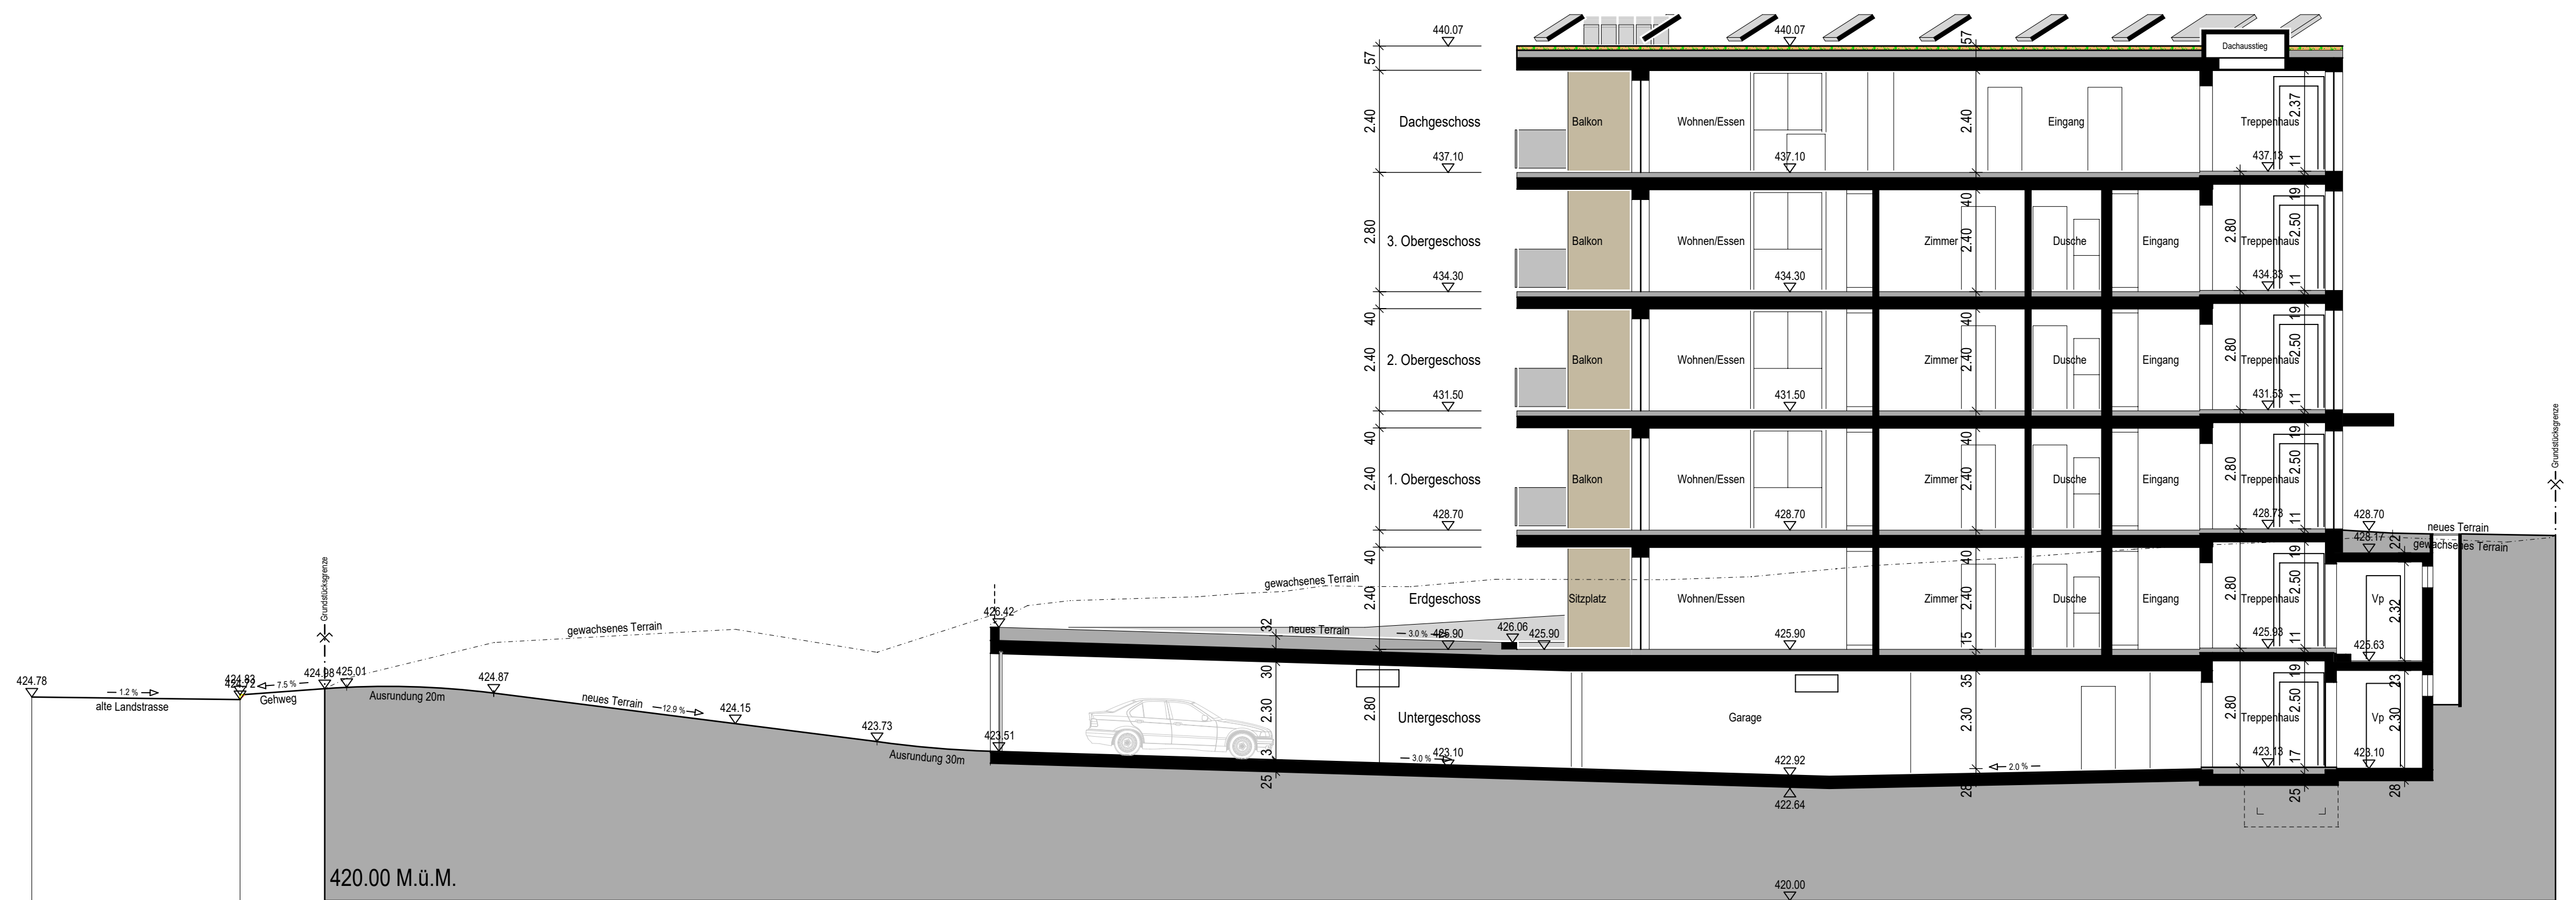 440.07
440.07
57
57
Dachausstieg
2.40
Dachgeschoss
Balkon
Wohnen/Essen
2.40
Eingang
Treppenhaus
2.37
437.10
437.10
437.13
11
40
19
2.80
3. Obergeschoss
Balkon
Wohnen/Essen
Zimmer
2.40
Dusche
Eingang
2.80
Treppenhaus
2.50
434.30
434.30
434.33
11
40
40
19
2.40
2. Obergeschoss
Balkon
Wohnen/Essen
Zimmer
2.40
Dusche
Eingang
2.80
Treppenhaus
2.50
431.50
431.50
431.53
11
40
40
19
2.40
1. Obergeschoss
Balkon
Wohnen/Essen
Zimmer
2.40
Dusche
Eingang
2.80
Treppenhaus
2.50
Grundstücksgrenze
428.70
428.70
428.73
11
428.70
neues Terrain
428.17
22
gewachsenes Terrain
40
40
19
Grundstücksgrenze
gewachsenes Terrain
2.40
Erdgeschoss
Sitzplatz
Wohnen/Essen
Zimmer
2.40
Dusche
Eingang
2.80
Treppenhaus
2.50
Vp
2.32
426.42
gewachsenes Terrain
32
neues Terrain
3.0 %
425.90
426.06
425.90
425.90
15
425.93
11
425.63
30
35
19
23
424.78
1.2 %
alte Landstrasse
424.83
424.72
7.5 %
Gehweg
424.98
425.01
Ausrundung 20m
424.87
neues Terrain
12.9 %
424.15
423.73
Ausrundung 30m
423.51
2.30
2.80
Untergeschoss
Garage
2.30
2.80
Treppenhaus
2.50
Vp
2.30
3
3.0 %
423.10
422.92
2.0 %
423.13
17
423.10
25
28
25
28
422.64
420.00 M.ü.M.
420.00